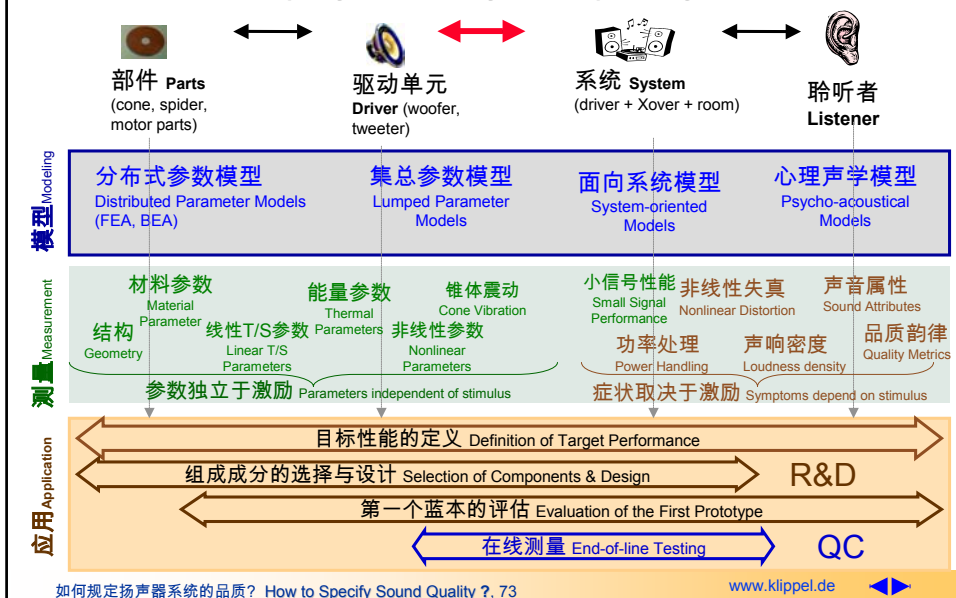 部件 Parts
(cone, spider,
motor parts)
驱动单元
Driver (woofer,
tweeter)
系统 System
(driver + Xover + room)
聆听者
Listener
模型 Modeling
分布式参数模型
Distributed Parameter Models
(FEA, BEA)
集总参数模型
Lumped Parameter
Models
面向系统模型
System-oriented
Models
心理声学模型
Psycho-acoustical
Models
测量 Measurement
材料参数
Material
Parameter
能量参数
Thermal
Parameters
锥体震动
Cone Vibration
小信号性能
Small Signal
Performance
非线性失真
Nonlinear Distortion
声音属性
Sound Attributes
结构
Geometry
线性T/S参数
Linear T/S
Parameters
非线性参数
Nonlinear
Parameters
功率处理
Power Handling
声响密度
Loudness density
品质韵律
Quality Metrics
参数独立于激励 Parameters independent of stimulus
症状取决于激励 Symptoms depend on stimulus
应用 Application
目标性能的定义 Definition of Target Performance
组成成分的选择与设计 Selection of Components & Design
R&D
第一个蓝本的评估 Evaluation of the First Prototype
在线测量 End-of-line Testing
QC
如何规定扬声器系统的品质? How to Specify Sound Quality ?, 73
www.klippel.de